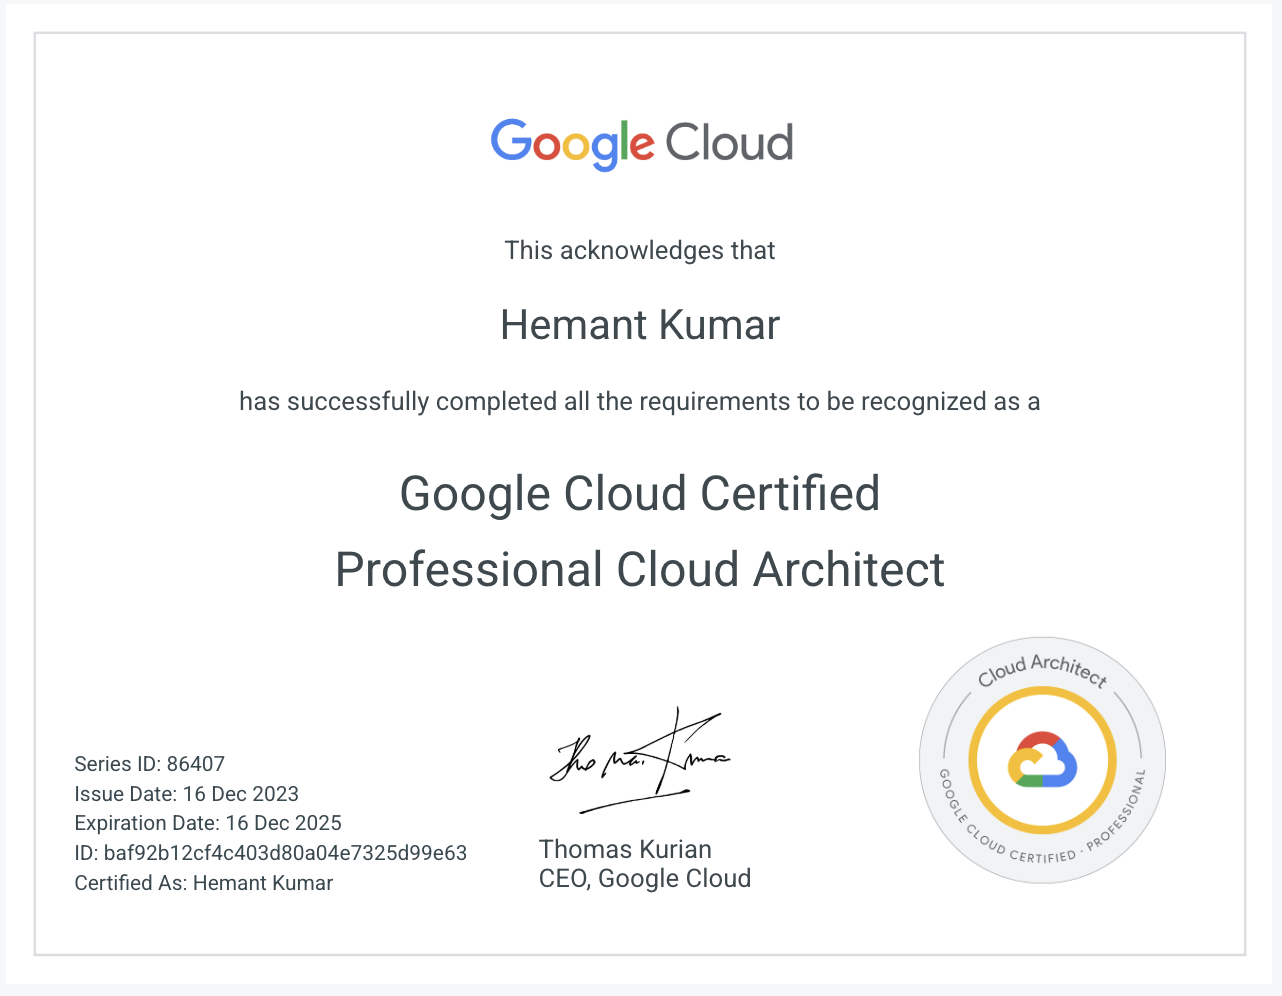 Google Cloud
This acknowledges that
Hemant Kumar
has successfully completed all the requirements to be recognized as a
Google Cloud Certified
Professional Cloud Architect
Series ID: 86407
Issue Date: 16 Dec 2023
Expiration Date: 16 Dec 2025
ID: baf92b12cf4c403d80a04e7325d99e63
Certified As: Hemant Kumar
Thomas Kurian
CEO, Google Cloud
Cloud Architect
GOOGLE CLOUD CERTIFIED · PROFESSIONAL